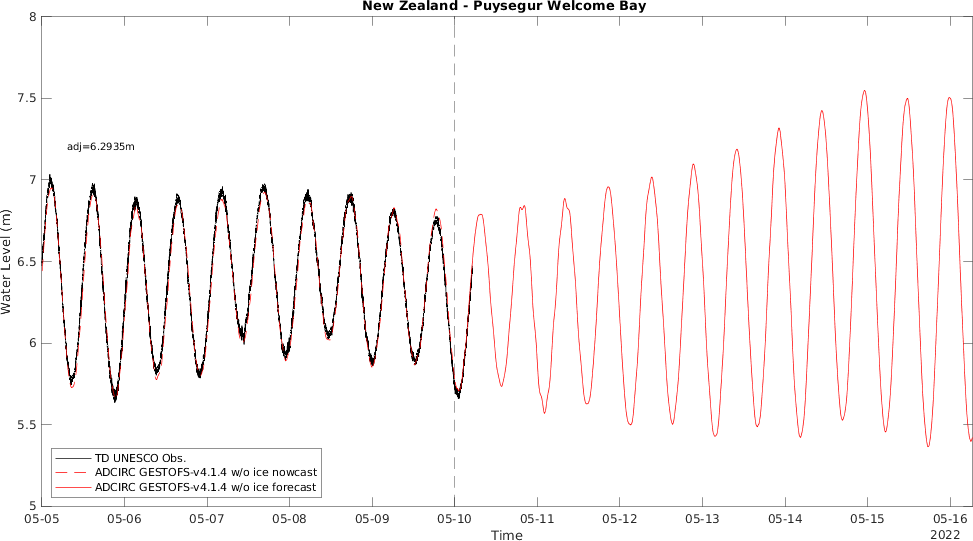 New Zealand - Puysegur Welcome Bay
8
7.5
7
6.5
6
5.5
5
Water Level (m)
adj=6.2935m
TD UNESCO Obs.
ADCIRC GESTOFS-v4.1.4 w/o ice nowcast
ADCIRC GESTOFS-v4.1.4 w/o ice forecast
05-05 05-06 05-07 05-08 05-09 05-10 05-11 05-12 05-13 05-14 05-15 05-16
Time
2022